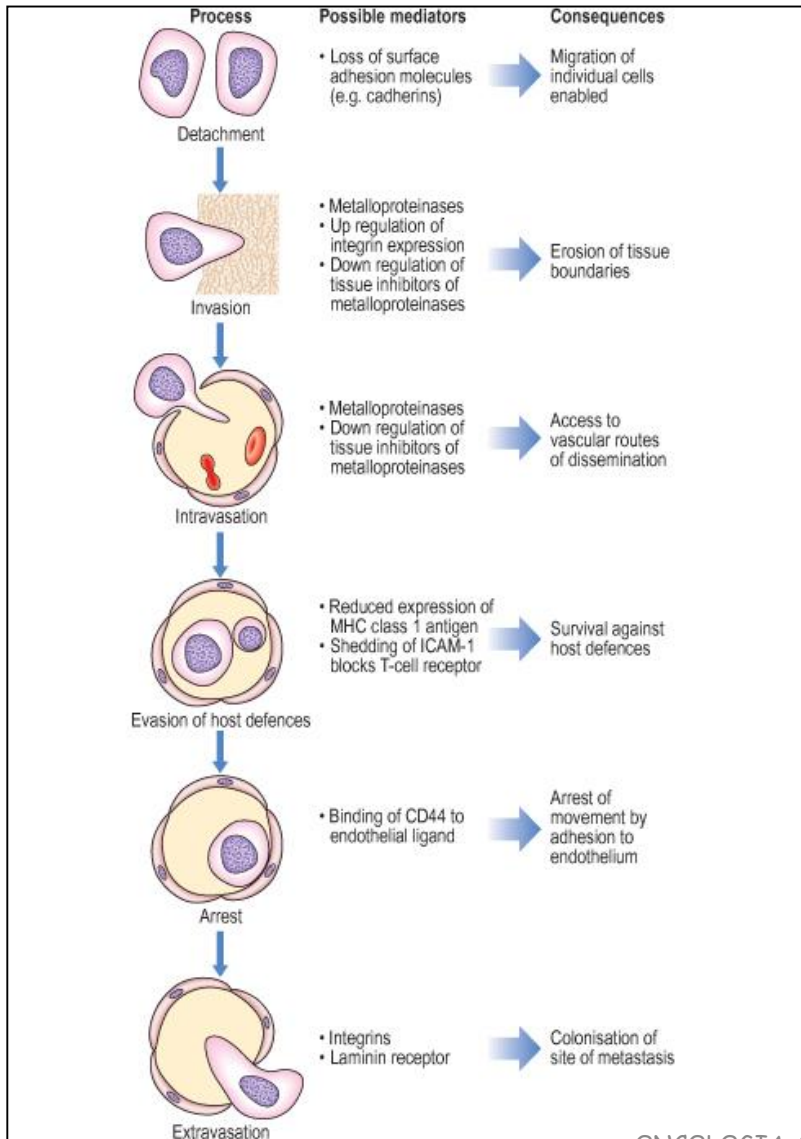 Process Possible mediators Consequences
• Loss of surface
adhesion molecules
(e.g. cadherins)
Migration of
individual cells
enabled
Detachment
• Metalloproteinases
• Up regulation of
integrin expression
• Down regulation of
tissue inhibitors of
metalloproteinases
Erosion of tissue
boundaries
Invasion
• Metalloproteinases
• Down regulation of
tissue inhibitors of
metalloproteinases
Access to
vascular routes
of dissemination
Intravasation
• Reduced expression of
MHC class 1 antigen
• Shedding of ICAM-1
blocks T-cell receptor
Survival against
host defences
Evasion of host defences
• Binding of CD44 to
endothelial ligand
Arrest of
movement by
adhesion to
endothelium
Arrest
• Integrins
• Laminin receptor
Colonisation of
site of metastasis
Extravasation